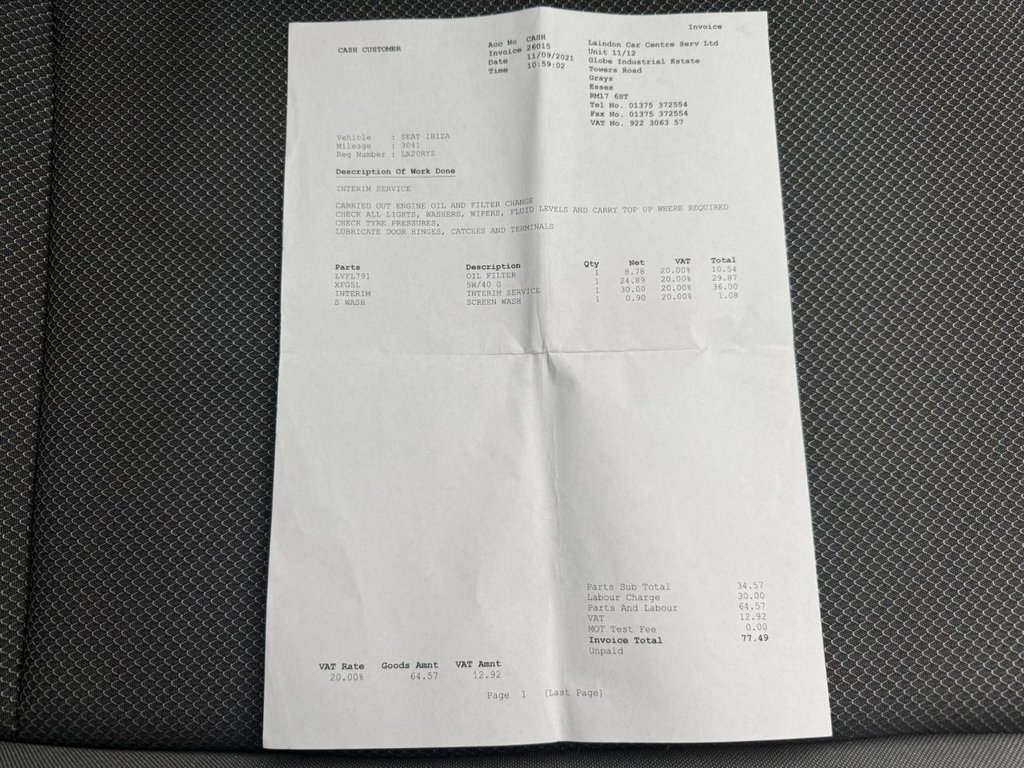 Invoice
CASH CUSTOMER
Acc No CASH
Invoice 26015
Date 11/09/2021
Time 10:59:02
Laindon Car Centre Serv Ltd
Unit 11/12
Globe Industrial Estate
Towers Road
Grays
Essex
RM17 6ST
Tel No. 01375 372554
Fax No. 01375 372554
VAT No. 922 3063 57
Vehicle : SEAT IBIZA
Mileage : 3041
Reg Number : LX20RYZ
Description Of Work Done
INTERIM SERVICE
CARRIED OUT ENGINE OIL AND FILTER CHANGE
CHECK ALL LIGHTS, WASHERS, WIPERS, FLUID LEVELS AND CARRY TOP UP WHERE REQUIRED
CHECK TYRE PRESSURES,
LUBRICATE DOOR HINGES, CATCHES AND TERMINALS
Parts Description Qty Net VAT Total
LVFL791 OIL FILTER 1 8.78 20.00% 10.54
XFG5L 5W/40 G 1 24.89 20.00% 29.87
INTERIM INTERIM SERVICE 1 30.00 20.00% 36.00
S WASH SCREEN WASH 1 0.90 20.00% 1.08
Parts Sub Total 34.57
Labour Charge 30.00
Parts And Labour 64.57
VAT 12.92
MOT Test Fee 0.00
Invoice Total 77.49
Unpaid
VAT Rate Goods Amnt VAT Amnt
20.00% 64.57 12.92
Page 1 (Last Page)